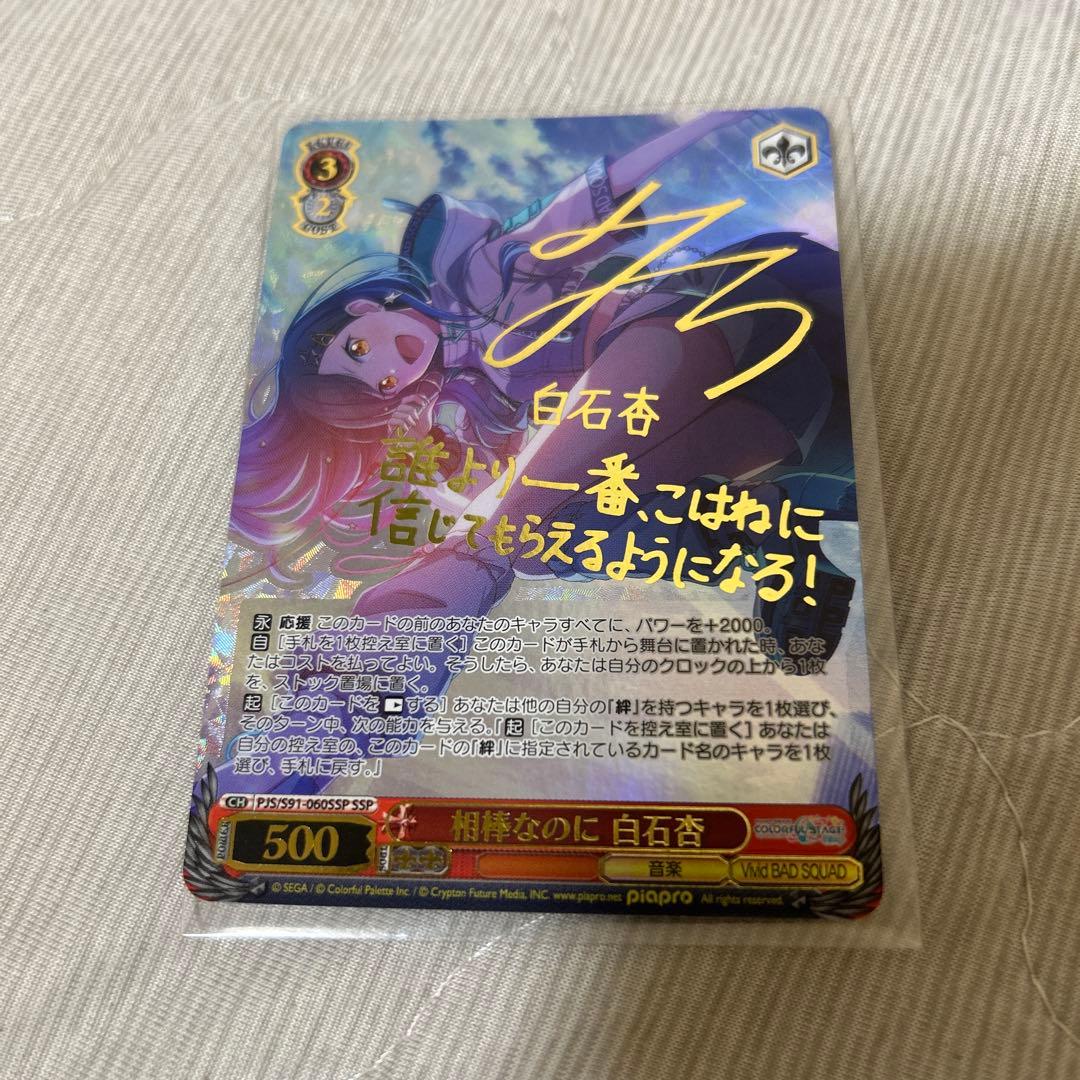 LEVEL
3
2
COST
白石杏
誰より一番、こはねに
信じてもらえるようになる!
永 応援 このカードの前のあなたのキャラすべてに、パワーを+2000。
自 [手札を1枚控え室に置く] このカードが手札から舞台に置かれた時、あな
たはコストを払ってよい。そうしたら、あなたは自分のクロックの上から1枚
を、ストック置場に置く。
起 [このカードを する] あなたは他の自分の「絆」を持つキャラを1枚選び、
そのターン中、次の能力を与える。「起 [このカードを控え室に置く] あなたは
自分の控え室の、このカードの「絆」に指定されているカード名のキャラを1枚
選び、手札に戻す。」
CH PJS/S91-060SSP SSP
POWER 500 SOUL 相棒なのに 白石杏 COLORFUL STAGE
音楽 Vivid BAD SQUAD
© SEGA / © Colorful Palette Inc. / © Crypton Future Media, INC. www.piapro.net piapro All rights reserved.